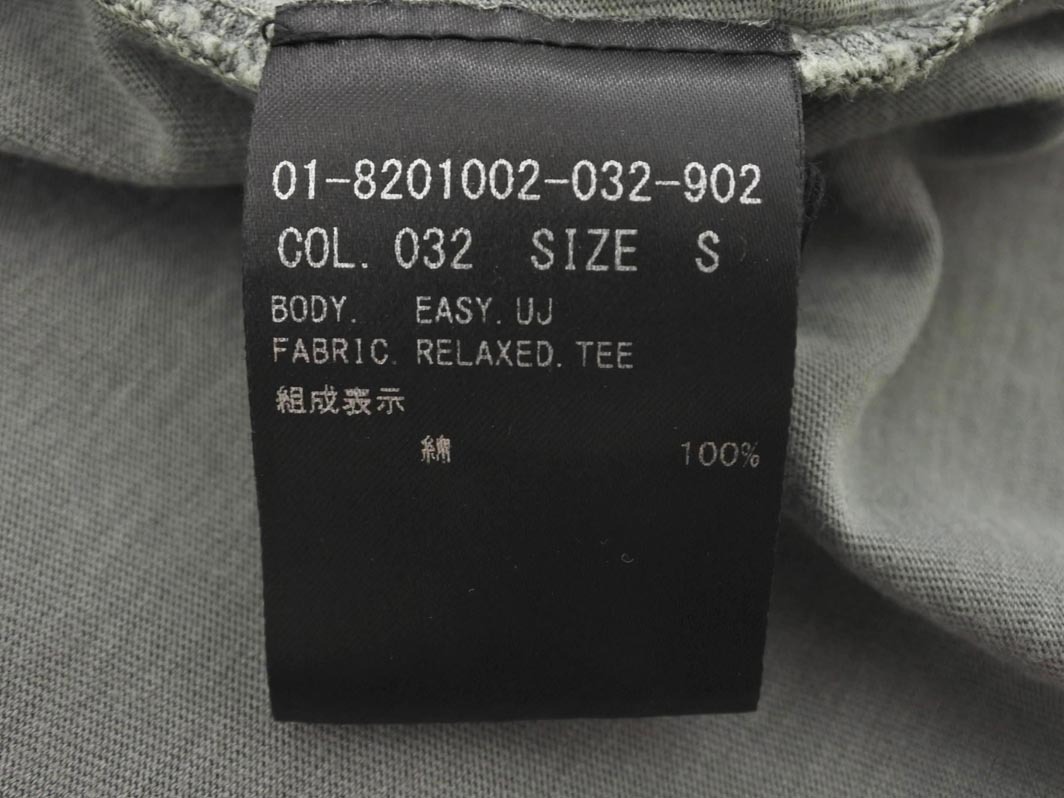 01-8201002-032-902
COL. 032 SIZE S
BODY. EASY.UJ
FABRIC. RELAXED.TEE
組成表示
綿 100%